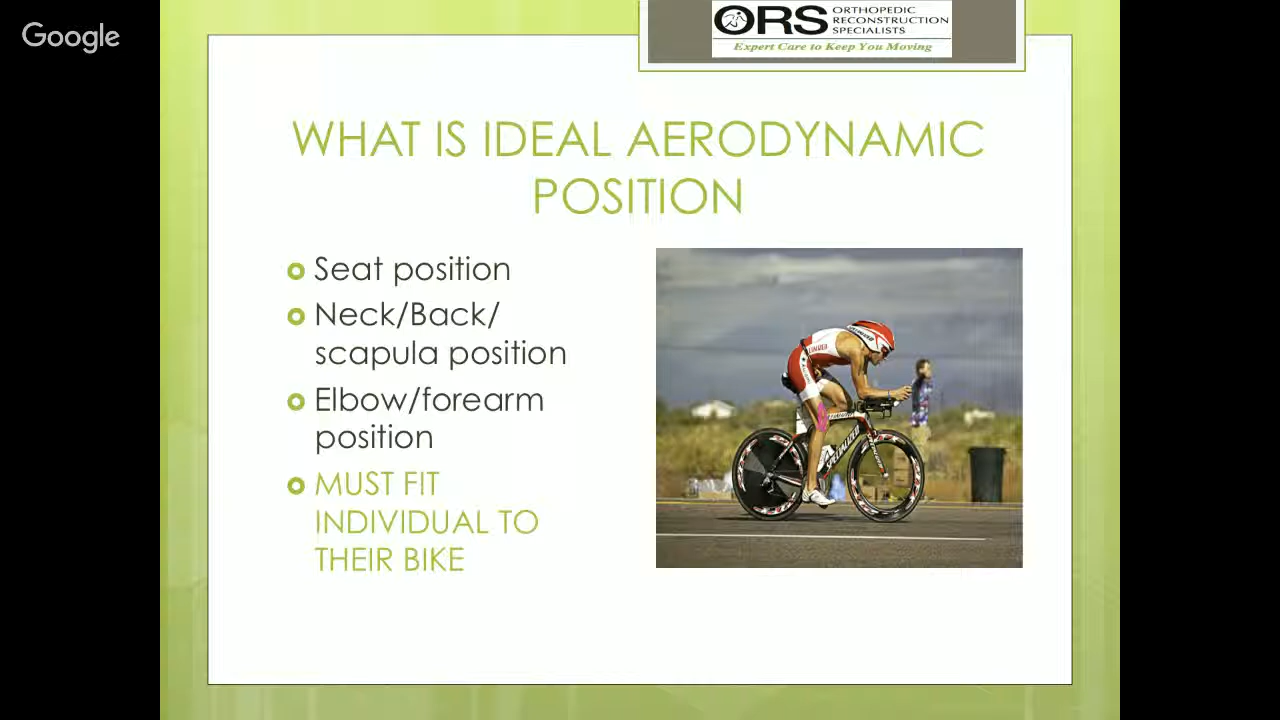 Google
ORS ORTHOPEDIC
RECONSTRUCTION
SPECIALISTS
Expert Care to Keep You Moving
WHAT IS IDEAL AERODYNAMIC
POSITION
Seat position
Neck/Back/
scapula position
Elbow/forearm
position
MUST FIT
INDIVIDUAL TO
THEIR BIKE
SPECIALIZED